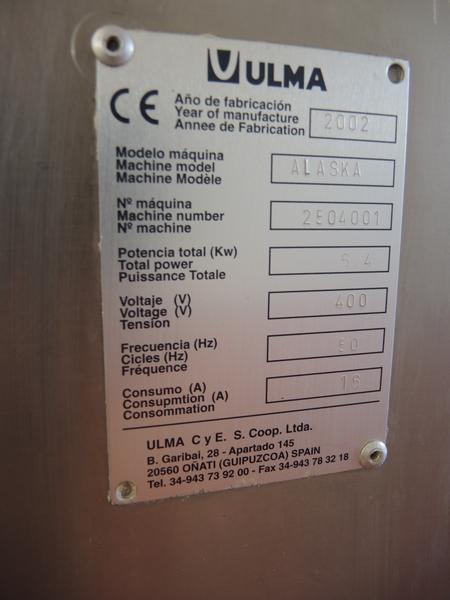 ULMA
CE
Año de fabricación
Year of manufacture 2002
Annee de Fabrication
Modelo máquina
Machine model ALASKA
Machine Modèle
Nº máquina
Machine number 2504001
Nº machine
Potencia total (Kw)
Total power 6.4
Puissance Totale
Voltaje (V)
Voltage (V) 400
Tension
Frecuencia (Hz)
Cicles (Hz) 50
Fréquence
Consumo (A)
Consupmtion (A) 16
Consommation
ULMA C y E. S. Coop. Ltda.
B. Garibai, 28 - Apartado 145
20560 OÑATI (GUIPUZCOA) SPAIN
Tel. 34-943 73 92 00 - Fax 34-943 78 32 18